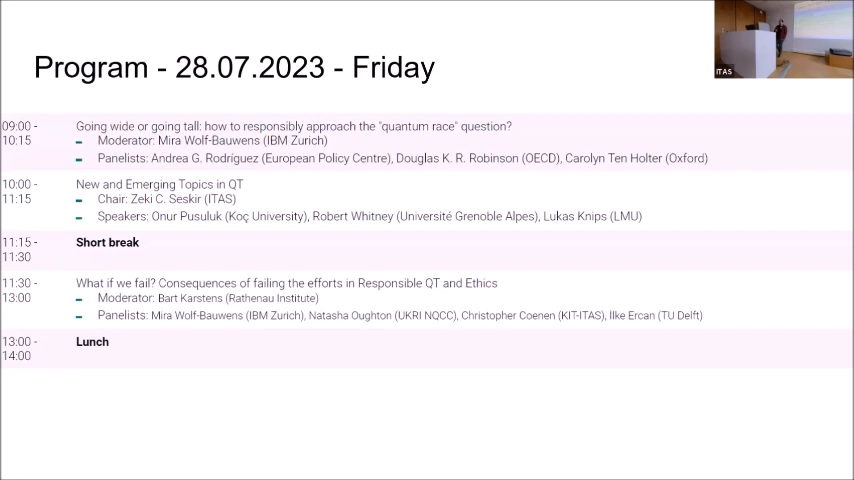 ITAS
Program - 28.07.2023 - Friday
09:00 -
10:15
Going wide or going tall: how to responsibly approach the "quantum race" question?
Moderator: Mira Wolf-Bauwens (IBM Zurich)
Panelists: Andrea G. Rodríguez (European Policy Centre), Douglas K. R. Robinson (OECD), Carolyn Ten Holter (Oxford)
10:00 -
11:15
New and Emerging Topics in QT
Chair: Zeki C. Seskir (ITAS)
Speakers: Onur Pusuluk (Koç University), Robert Whitney (Université Grenoble Alpes), Lukas Knips (LMU)
11:15 -
11:30
Short break
11:30 -
13:00
What if we fail? Consequences of failing the efforts in Responsible QT and Ethics
Moderator: Bart Karstens (Rathenau Institute)
Panelists: Mira Wolf-Bauwens (IBM Zurich), Natasha Oughton (UKRI NQCC), Christopher Coenen (KIT-ITAS), İlke Ercan (TU Delft)
13:00 -
14:00
Lunch